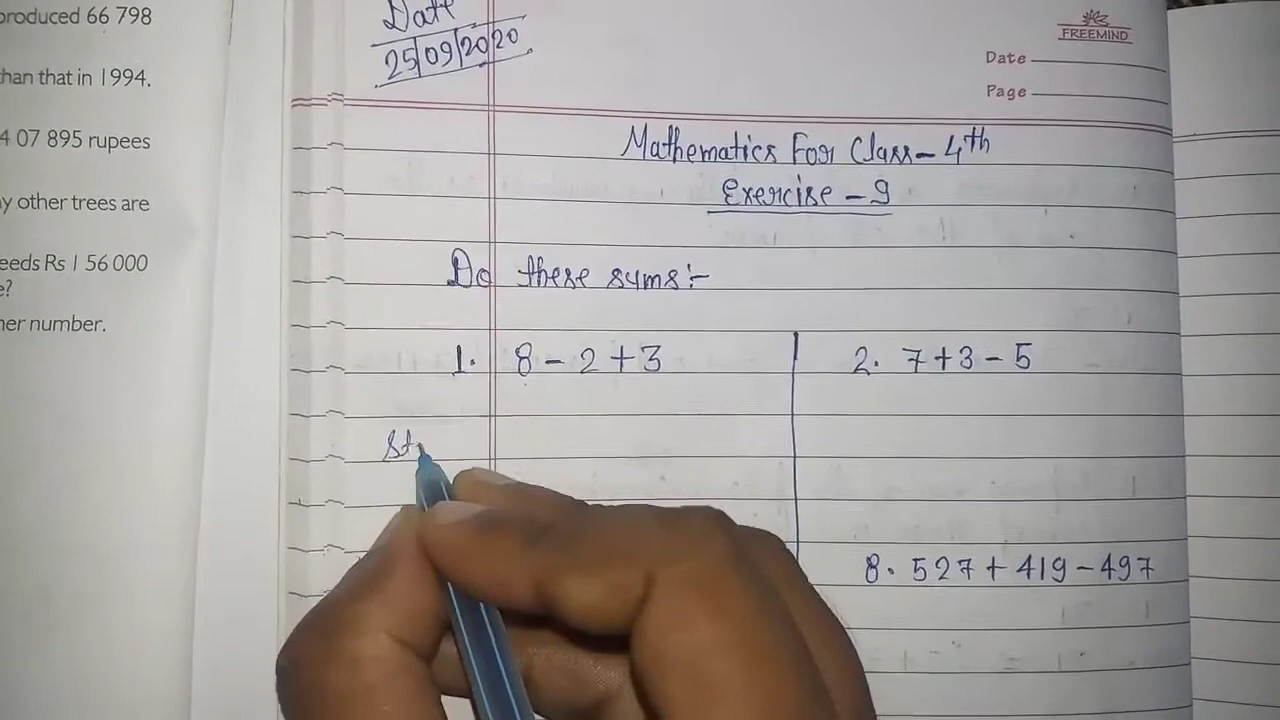 produced 66 798
than that in 1994.
4 07 895 rupees
other trees are
Rs 1 56 000
number.
Date
25/09/2020
FREEMIND
Date
Page
Mathematics For Class-4th
Exercise-9
Do these sums:-
1. 8-2+3
2. 7+3-5
St
8. 527+419-497